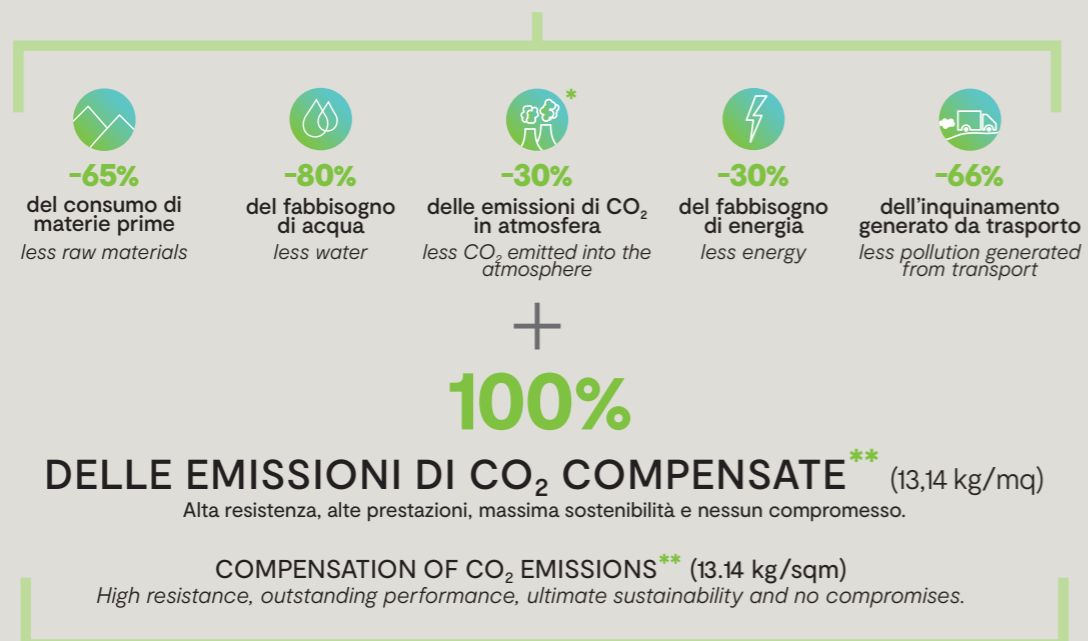 *
-65%
del consumo di
materie prime
less raw materials
-80%
del fabbisogno
di acqua
less water
-30%
delle emissioni di CO₂
in atmosfera
less CO₂ emitted into the
atmosphere
-30%
del fabbisogno
di energia
less energy
-66%
dell'inquinamento
generato da trasporto
less pollution generated
from transport
+
100%
DELLE EMISSIONI DI CO₂ COMPENSATE** (13,14 kg/mq)
Alta resistenza, alte prestazioni, massima sostenibilità e nessun compromesso.
COMPENSATION OF CO₂ EMISSIONS** (13.14 kg/sqm)
High resistance, outstanding performance, ultimate sustainability and no compromises.